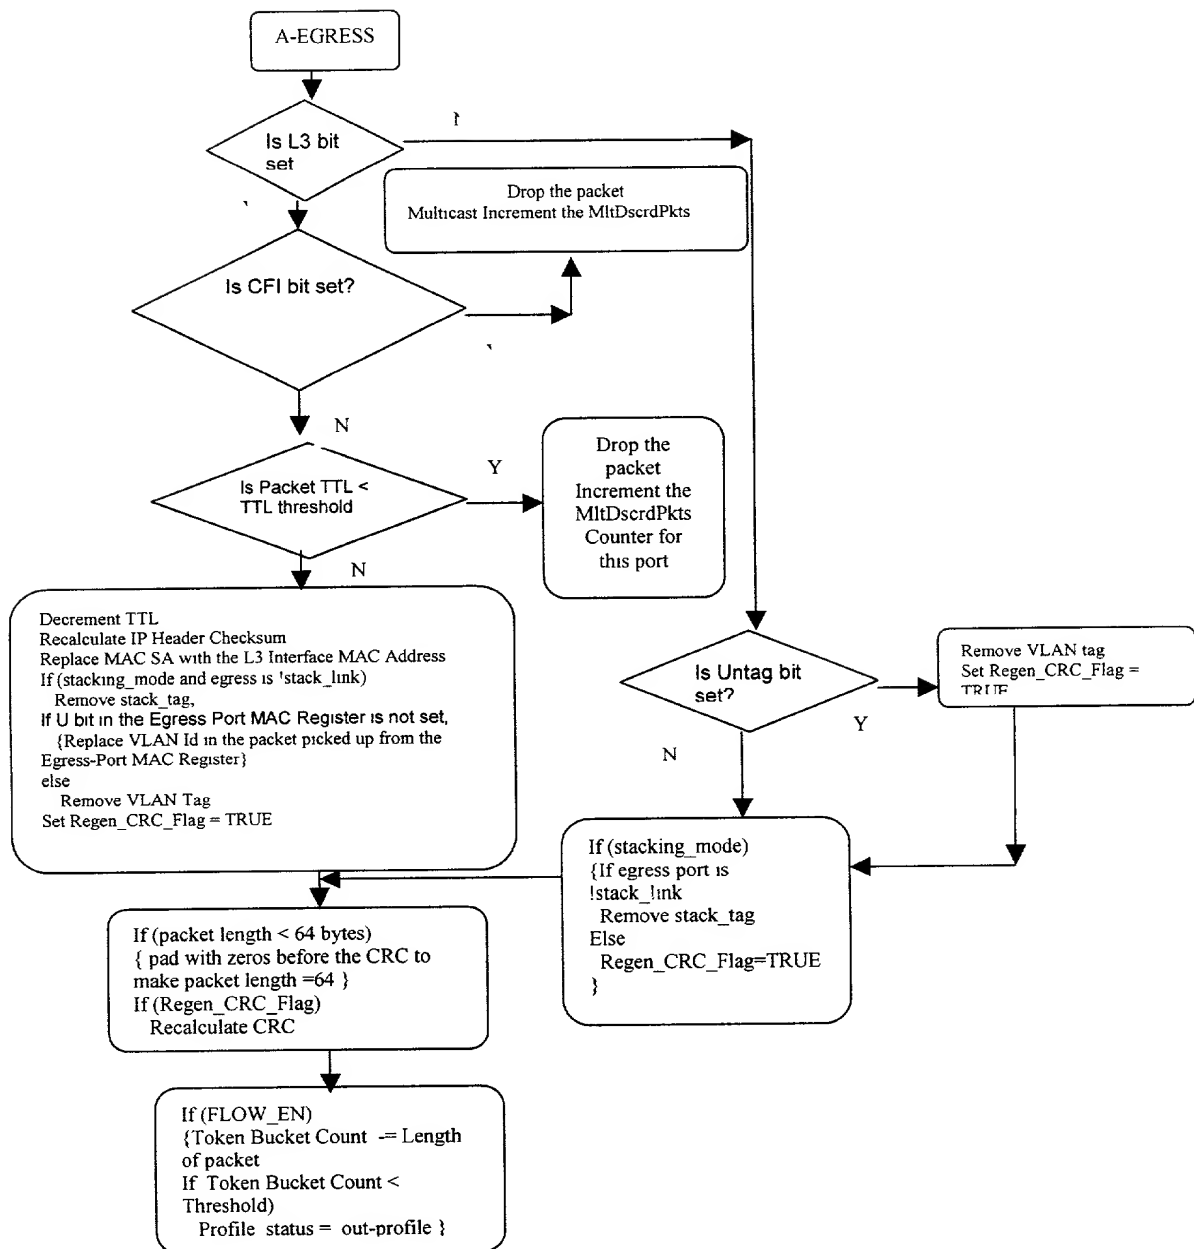 A-EGRESS
Is L3 bit
set
Drop the packet
Multicast Increment the MltDscrdPkts
Is CFI bit set?
N
Is Packet TTL <
TTL threshold
Y
Drop the
packet
Increment the
MltDscrdPkts
Counter for
this port
N
Decrement TTL
Recalculate IP Header Checksum
Replace MAC SA with the L3 Interface MAC Address
If (stacking_mode and egress is !stack_link)
Remove stack_tag,
If U bit in the Egress Port MAC Register is not set,
{Replace VLAN Id in the packet picked up from the
Egress-Port MAC Register}
else
Remove VLAN Tag
Set Regen_CRC_Flag = TRUE
Is Untag bit
set?
Y
N
Remove VLAN tag
Set Regen_CRC_Flag =
TRUE
If (stacking_mode)
{If egress port is
!stack_link
Remove stack_tag
Else
Regen_CRC_Flag=TRUE
}
If (packet length < 64 bytes)
{ pad with zeros before the CRC to
make packet length =64 }
If (Regen_CRC_Flag)
Recalculate CRC
If (FLOW_EN)
{Token Bucket Count -= Length
of packet
If Token Bucket Count <
Threshold)
Profile status = out-profile }